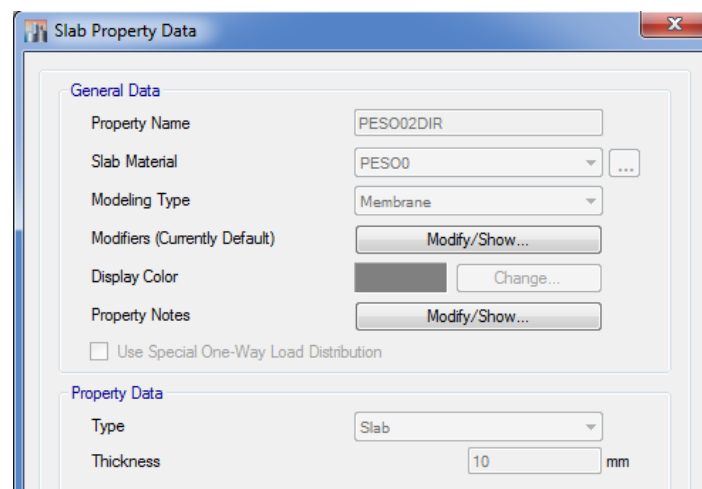 Slab Property Data
General Data
Property Name PESO02DIR
Slab Material PESO0 ...
Modeling Type Membrane
Modifiers (Currently Default) Modify/Show...
Display Color Change...
Property Notes Modify/Show...
Use Special One-Way Load Distribution
Property Data
Type Slab
Thickness 10 mm